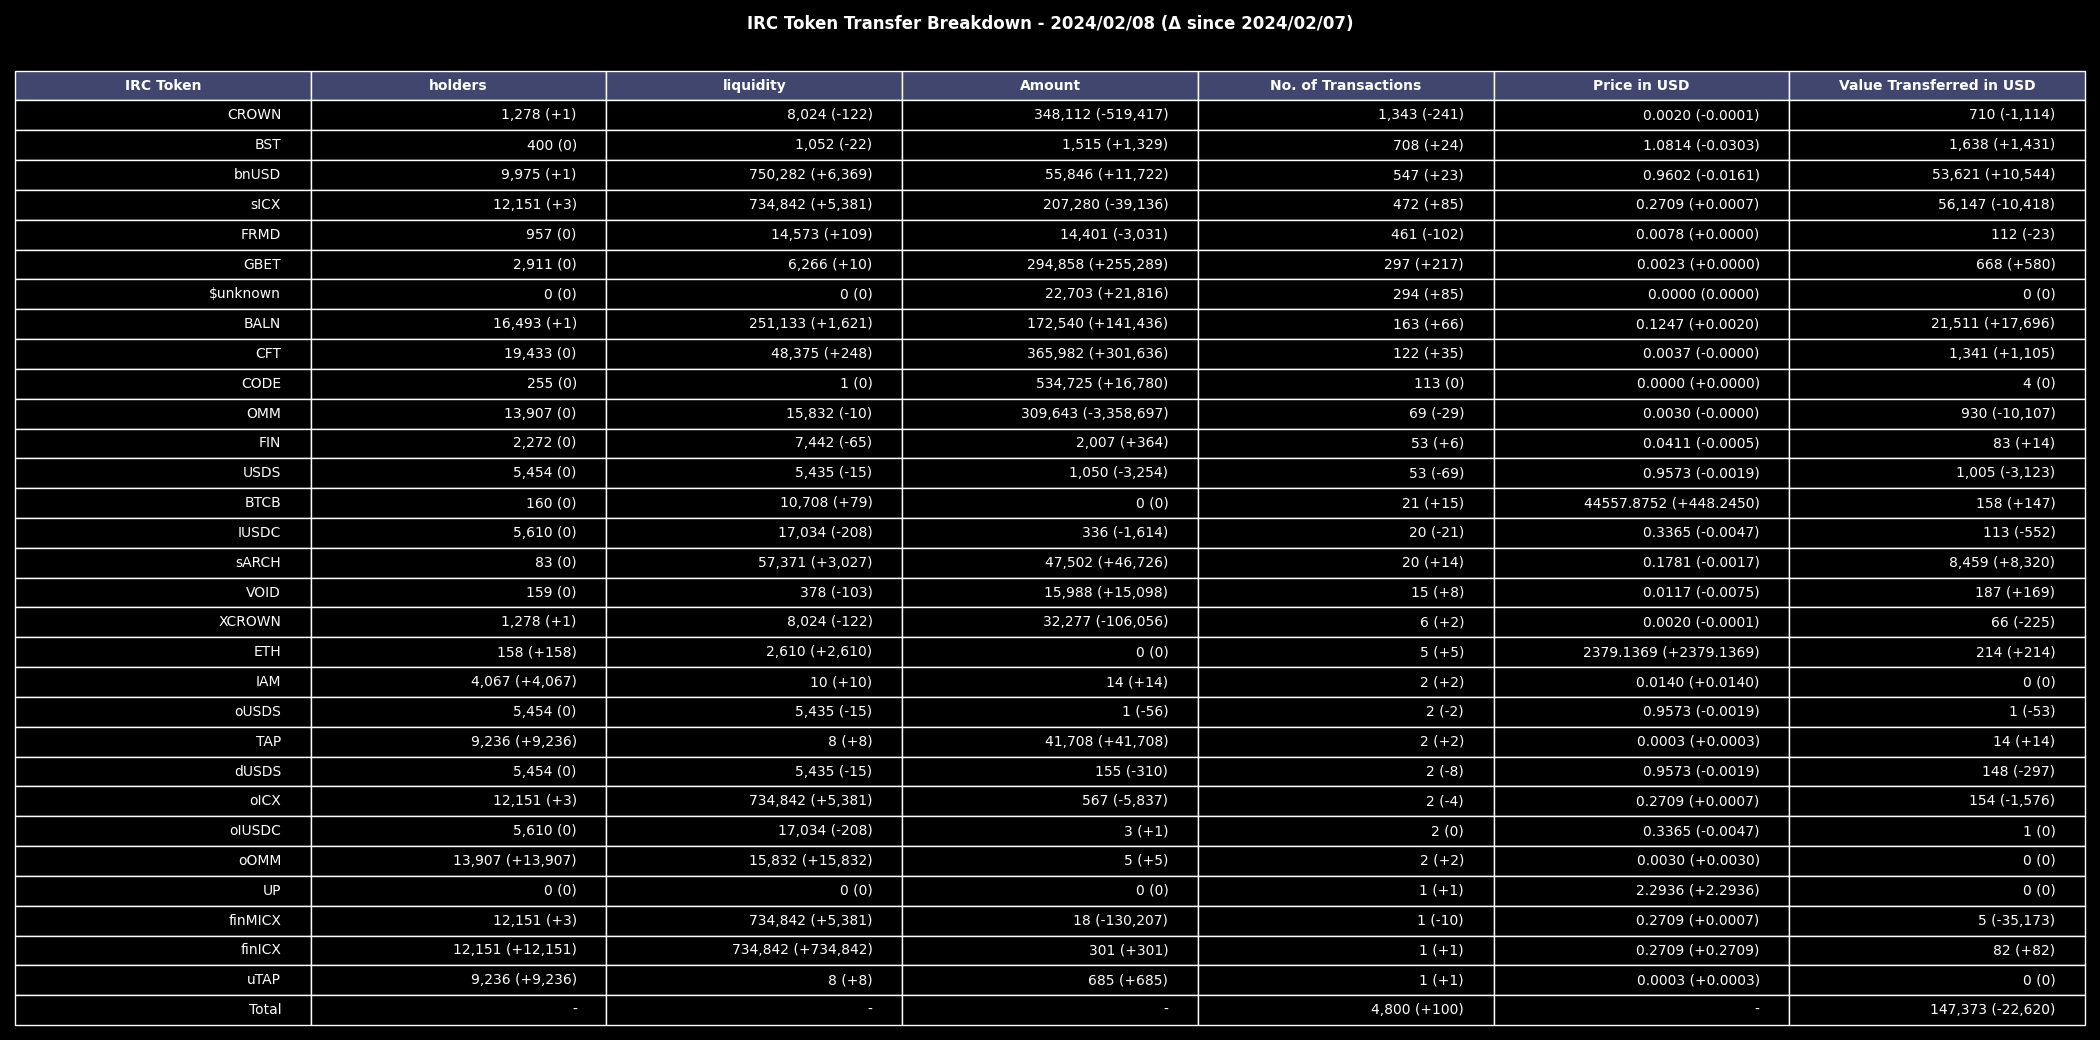 IRC Token Transfer Breakdown - 2024/02/08 (Δ since 2024/02/07)
IRC Token holders liquidity Amount No. of Transactions Price in USD Value Transferred in USD
CROWN 1,278 (+1) 8,024 (-122) 348,112 (-519,417) 1,343 (-241) 0.0020 (-0.0001) 710 (-1,114)
BST 400 (0) 1,052 (-22) 1,515 (+1,329) 708 (+24) 1.0814 (-0.0303) 1,638 (+1,431)
bnUSD 9,975 (+1) 750,282 (+6,369) 55,846 (+11,722) 547 (+23) 0.9602 (-0.0161) 53,621 (+10,544)
sICX 12,151 (+3) 734,842 (+5,381) 207,280 (-39,136) 472 (+85) 0.2709 (+0.0007) 56,147 (-10,418)
FRMD 957 (0) 14,573 (+109) 14,401 (-3,031) 461 (-102) 0.0078 (+0.0000) 112 (-23)
GBET 2,911 (0) 6,266 (+10) 294,858 (+255,289) 297 (+217) 0.0023 (+0.0000) 668 (+580)
$unknown 0 (0) 0 (0) 22,703 (+21,816) 294 (+85) 0.0000 (0.0000) 0 (0)
BALN 16,493 (+1) 251,133 (+1,621) 172,540 (+141,436) 163 (+66) 0.1247 (+0.0020) 21,511 (+17,696)
CFT 19,433 (0) 48,375 (+248) 365,982 (+301,636) 122 (+35) 0.0037 (-0.0000) 1,341 (+1,105)
CODE 255 (0) 1 (0) 534,725 (+16,780) 113 (0) 0.0000 (+0.0000) 4 (0)
OMM 13,907 (0) 15,832 (-10) 309,643 (-3,358,697) 69 (-29) 0.0030 (-0.0000) 930 (-10,107)
FIN 2,272 (0) 7,442 (-65) 2,007 (+364) 53 (+6) 0.0411 (-0.0005) 83 (+14)
USDS 5,454 (0) 5,435 (-15) 1,050 (-3,254) 53 (-69) 0.9573 (-0.0019) 1,005 (-3,123)
BTCB 160 (0) 10,708 (+79) 0 (0) 21 (+15) 44557.8752 (+448.2450) 158 (+147)
IUSDC 5,610 (0) 17,034 (-208) 336 (-1,614) 20 (-21) 0.3365 (-0.0047) 113 (-552)
sARCH 83 (0) 57,371 (+3,027) 47,502 (+46,726) 20 (+14) 0.1781 (-0.0017) 8,459 (+8,320)
VOID 159 (0) 378 (-103) 15,988 (+15,098) 15 (+8) 0.0117 (-0.0075) 187 (+169)
XCROWN 1,278 (+1) 8,024 (-122) 32,277 (-106,056) 6 (+2) 0.0020 (-0.0001) 66 (-225)
ETH 158 (+158) 2,610 (+2,610) 0 (0) 5 (+5) 2379.1369 (+2379.1369) 214 (+214)
IAM 4,067 (+4,067) 10 (+10) 14 (+14) 2 (+2) 0.0140 (+0.0140) 0 (0)
oUSDS 5,454 (0) 5,435 (-15) 1 (-56) 2 (-2) 0.9573 (-0.0019) 1 (-53)
TAP 9,236 (+9,236) 8 (+8) 41,708 (+41,708) 2 (+2) 0.0003 (+0.0003) 14 (+14)
dUSDS 5,454 (0) 5,435 (-15) 155 (-310) 2 (-8) 0.9573 (-0.0019) 148 (-297)
oICX 12,151 (+3) 734,842 (+5,381) 567 (-5,837) 2 (-4) 0.2709 (+0.0007) 154 (-1,576)
oIUSDC 5,610 (0) 17,034 (-208) 3 (+1) 2 (0) 0.3365 (-0.0047) 1 (0)
oOMM 13,907 (+13,907) 15,832 (+15,832) 5 (+5) 2 (+2) 0.0030 (+0.0030) 0 (0)
UP 0 (0) 0 (0) 0 (0) 1 (+1) 2.2936 (+2.2936) 0 (0)
finMICX 12,151 (+3) 734,842 (+5,381) 18 (-130,207) 1 (-10) 0.2709 (+0.0007) 5 (-35,173)
finICX 12,151 (+12,151) 734,842 (+734,842) 301 (+301) 1 (+1) 0.2709 (+0.2709) 82 (+82)
uTAP 9,236 (+9,236) 8 (+8) 685 (+685) 1 (+1) 0.0003 (+0.0003) 0 (0)
Total - - - 4,800 (+100) - 147,373 (-22,620)